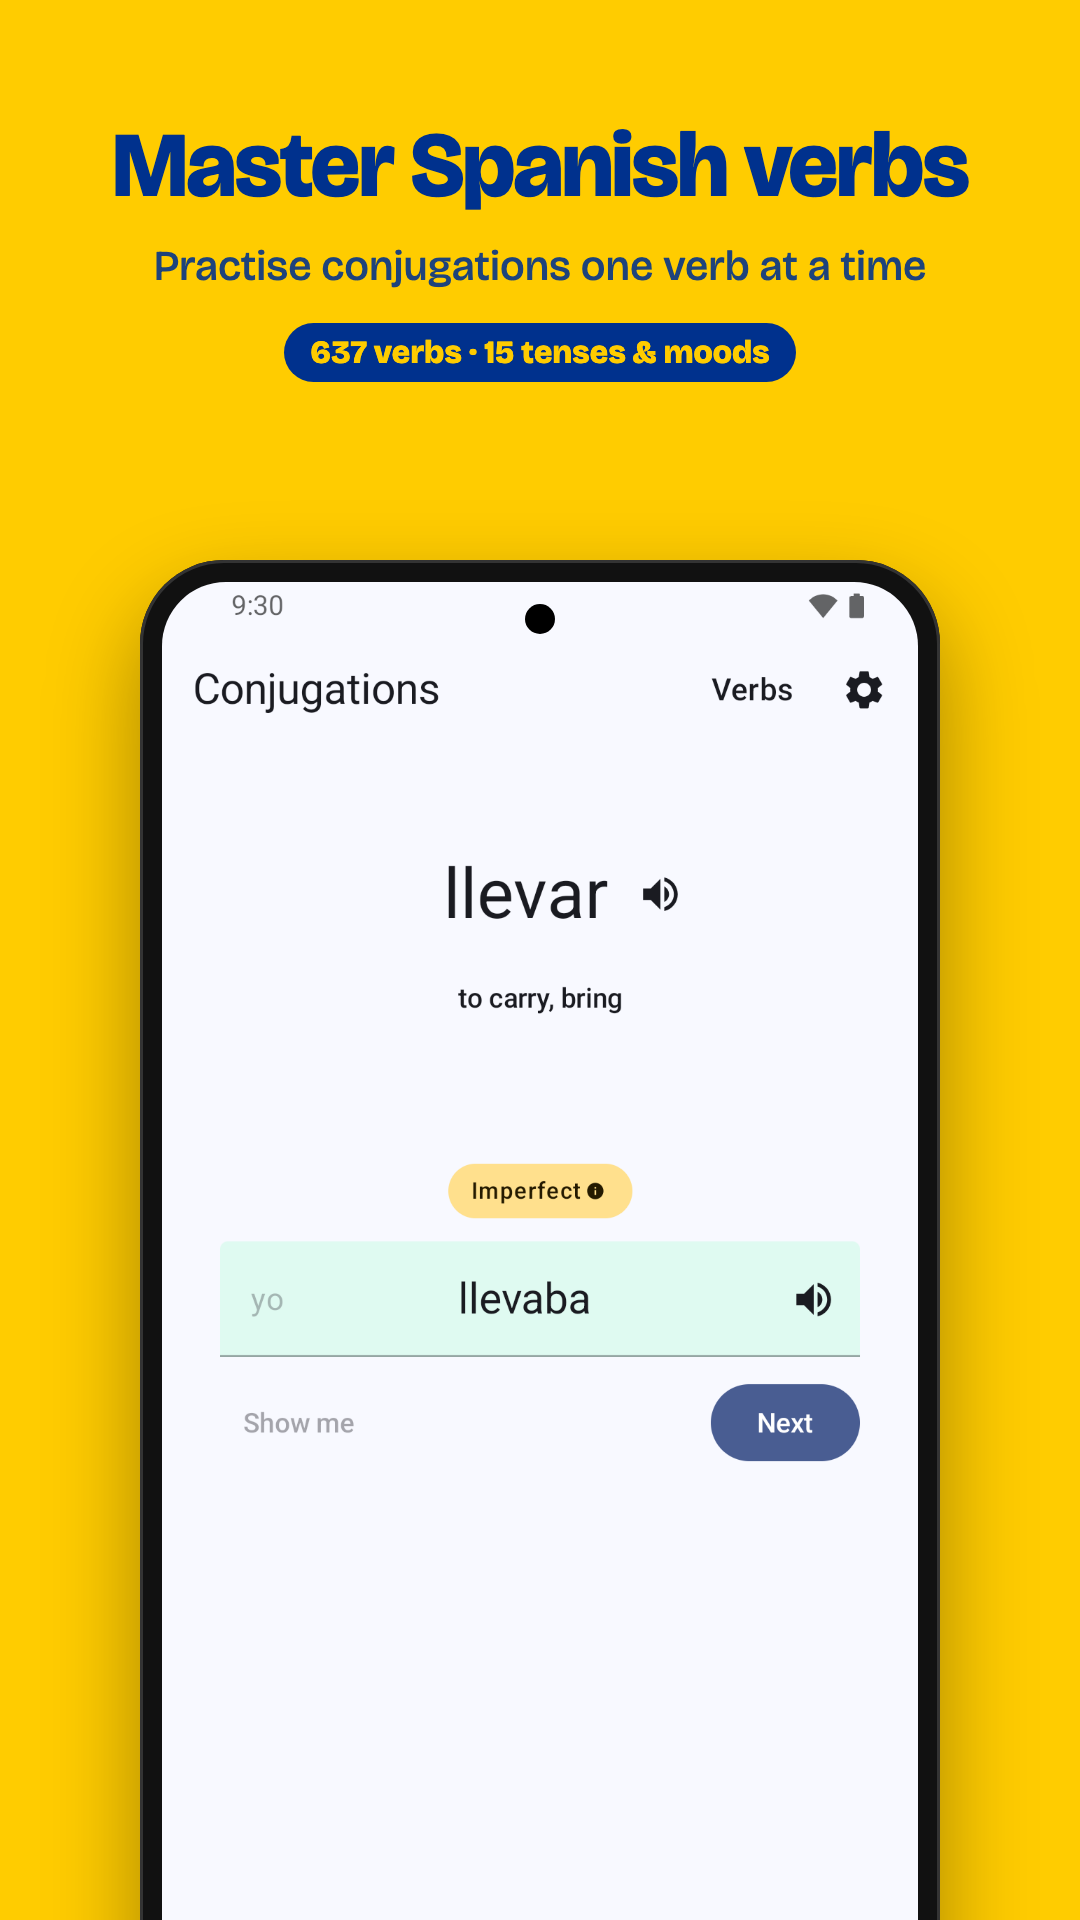 Master Spanish verbs
Practise conjugations one verb at a time
637 verbs · 15 tenses & moods
9:30
Conjugations
Verbs
llevar
to carry, bring
Imperfect
yo
llevaba
Show me
Next